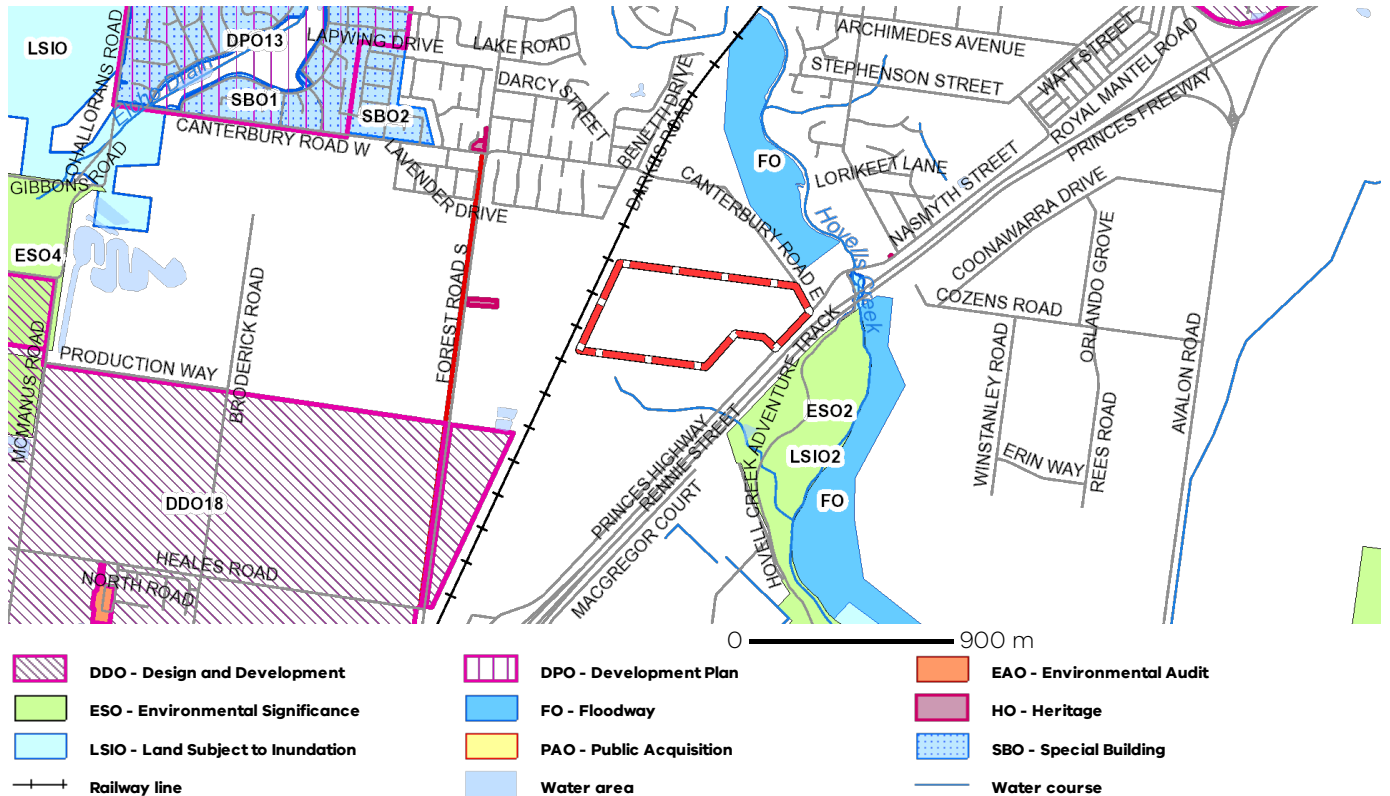 ARCHIMEDES AVENUE
LSIO
DPO13
LAPWING DRIVE
LAKE ROAD
WATT STREET
STEPHENSON STREET
ROYAL MANTEL ROAD
OHALLORANS ROAD
DARCY STREET
SBO1
SBO2
PRINCES FREEWAY
BENETTI DRIVE
CANTERBURY ROAD W
DARKIS ROAD
FO
LORIKEET LANE
NASMYTH STREET
LAVENDER DRIVE
GIBBONS ROAD
CANTERBURY ROAD E
COONAWARRA DRIVE
Hovells Creek
ORLANDO GROVE
ESO4
FOREST ROAD S
BRODERICK ROAD
COZENS ROAD
MCMANUS ROAD
PRODUCTION WAY
WINSTANLEY ROAD
AVALON ROAD
HOVELL CREEK ADVENTURE TRACK
ESO2
PRINCES HIGHWAY
RENNIE STREET
LSIO2
ERIN WAY
REES ROAD
DDO18
FO
MACGREGOR COURT
HEALES ROAD
NORTH ROAD
0 900 m
DDO - Design and Development
DPO - Development Plan
EAO - Environmental Audit
ESO - Environmental Significance
FO - Floodway
HO - Heritage
LSIO - Land Subject to Inundation
PAO - Public Acquisition
SBO - Special Building
Railway line
Water area
Water course